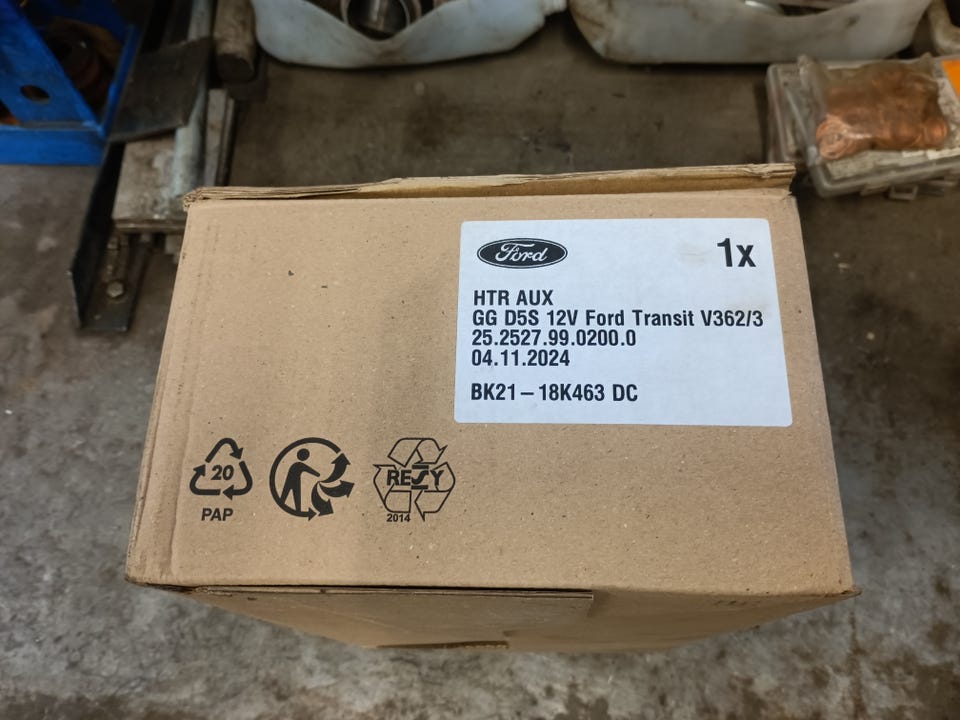 Ford
1x
HTR AUX
GG D5S 12V Ford Transit V362/3
25.2527.99.0200.0
04.11.2024
BK21-18K463 DC
20
PAP
RESY
2014